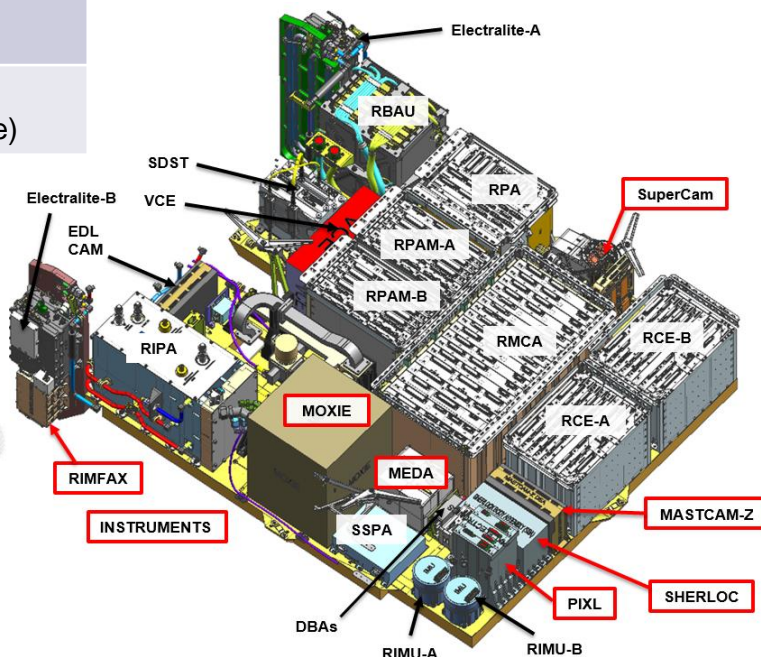 e)
Electralite-A
RBAU
SDST
RPA
Electralite-B
VCE
SuperCam
EDL
CAM
RPAM-A
RPAM-B
RIPA
RMCA
RCE-B
MOXIE
RCE-A
RIMFAX
MEDA
INSTRUMENTS
SSPA
MASTCAM-Z
SHERLOC
PIXL
DBAs
RIMU-A
RIMU-B